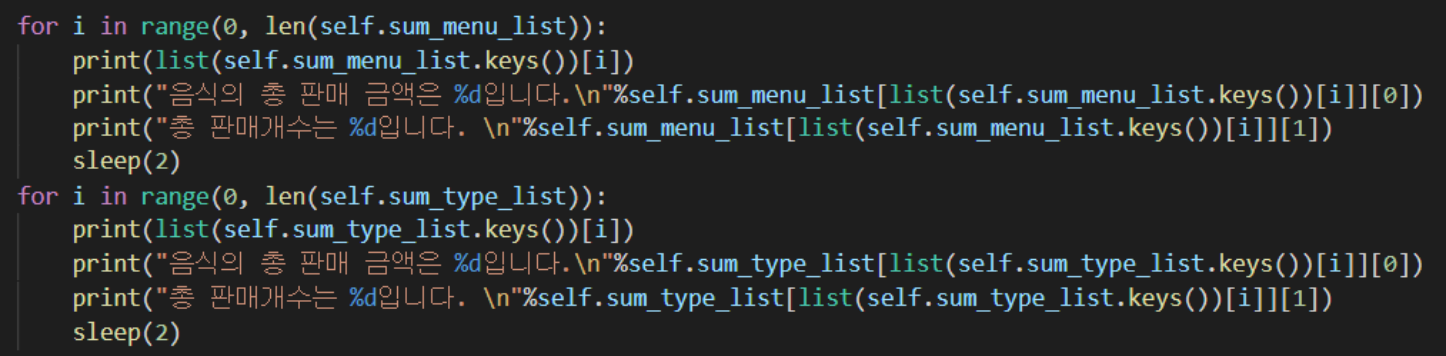 for i in range(0, len(self.sum_menu_list)):
    print(list(self.sum_menu_list.keys())[i])
    print("음식의 총 판매 금액은 %d입니다.\n"%self.sum_menu_list[list(self.sum_menu_list.keys())[i]][0])
    print("총 판매개수는 %d입니다. \n"%self.sum_menu_list[list(self.sum_menu_list.keys())[i]][1])
    sleep(2)
for i in range(0, len(self.sum_type_list)):
    print(list(self.sum_type_list.keys())[i])
    print("음식의 총 판매 금액은 %d입니다.\n"%self.sum_type_list[list(self.sum_type_list.keys())[i]][0])
    print("총 판매개수는 %d입니다. \n"%self.sum_type_list[list(self.sum_type_list.keys())[i]][1])
    sleep(2)